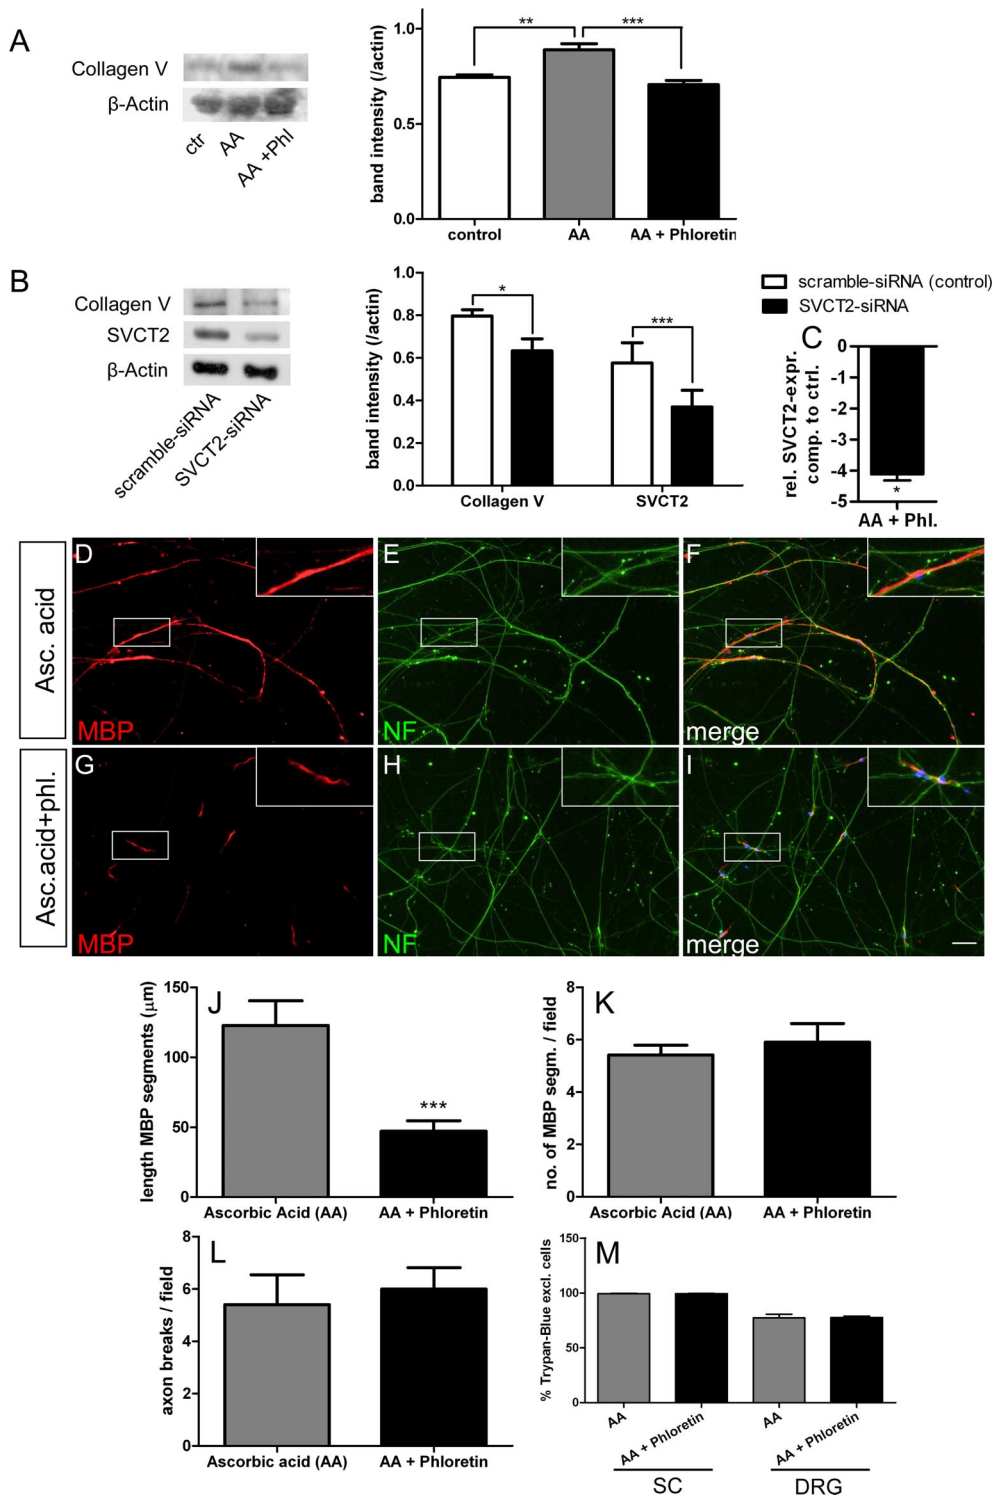 A
Collagen V
β-Actin
ctr
AA
AA +Phl
band intensity (/actin)
1.0
0.5
0.0
**
***
control
AA
AA + Phloretin
B
Collagen V
SVCT2
β-Actin
scramble-siRNA
SVCT2-siRNA
band intensity (/actin)
1.0
0.8
0.6
0.4
0.2
0.0
*
***
Collagen V
SVCT2
scramble-siRNA (control)
SVCT2-siRNA
C
rel. SVCT2-expr.
comp. to ctrl.
0
-1
-2
-3
-4
-5
*
AA + Phl.
Asc. acid
D
MBP
E
NF
F
merge
Asc.acid+phl.
G
MBP
H
NF
I
merge
J
length MBP segments (μm)
150
100
50
0
***
Ascorbic Acid (AA)
AA + Phloretin
K
no. of MBP segm. / field
8
6
4
2
0
Ascorbic Acid (AA)
AA + Phloretin
L
axon breaks / field
8
6
4
2
0
Ascorbic acid (AA)
AA + Phloretin
M
% Trypan-Blue excl. cells
150
100
50
0
AA
AA + Phloretin
AA
AA + Phloretin
SC
DRG